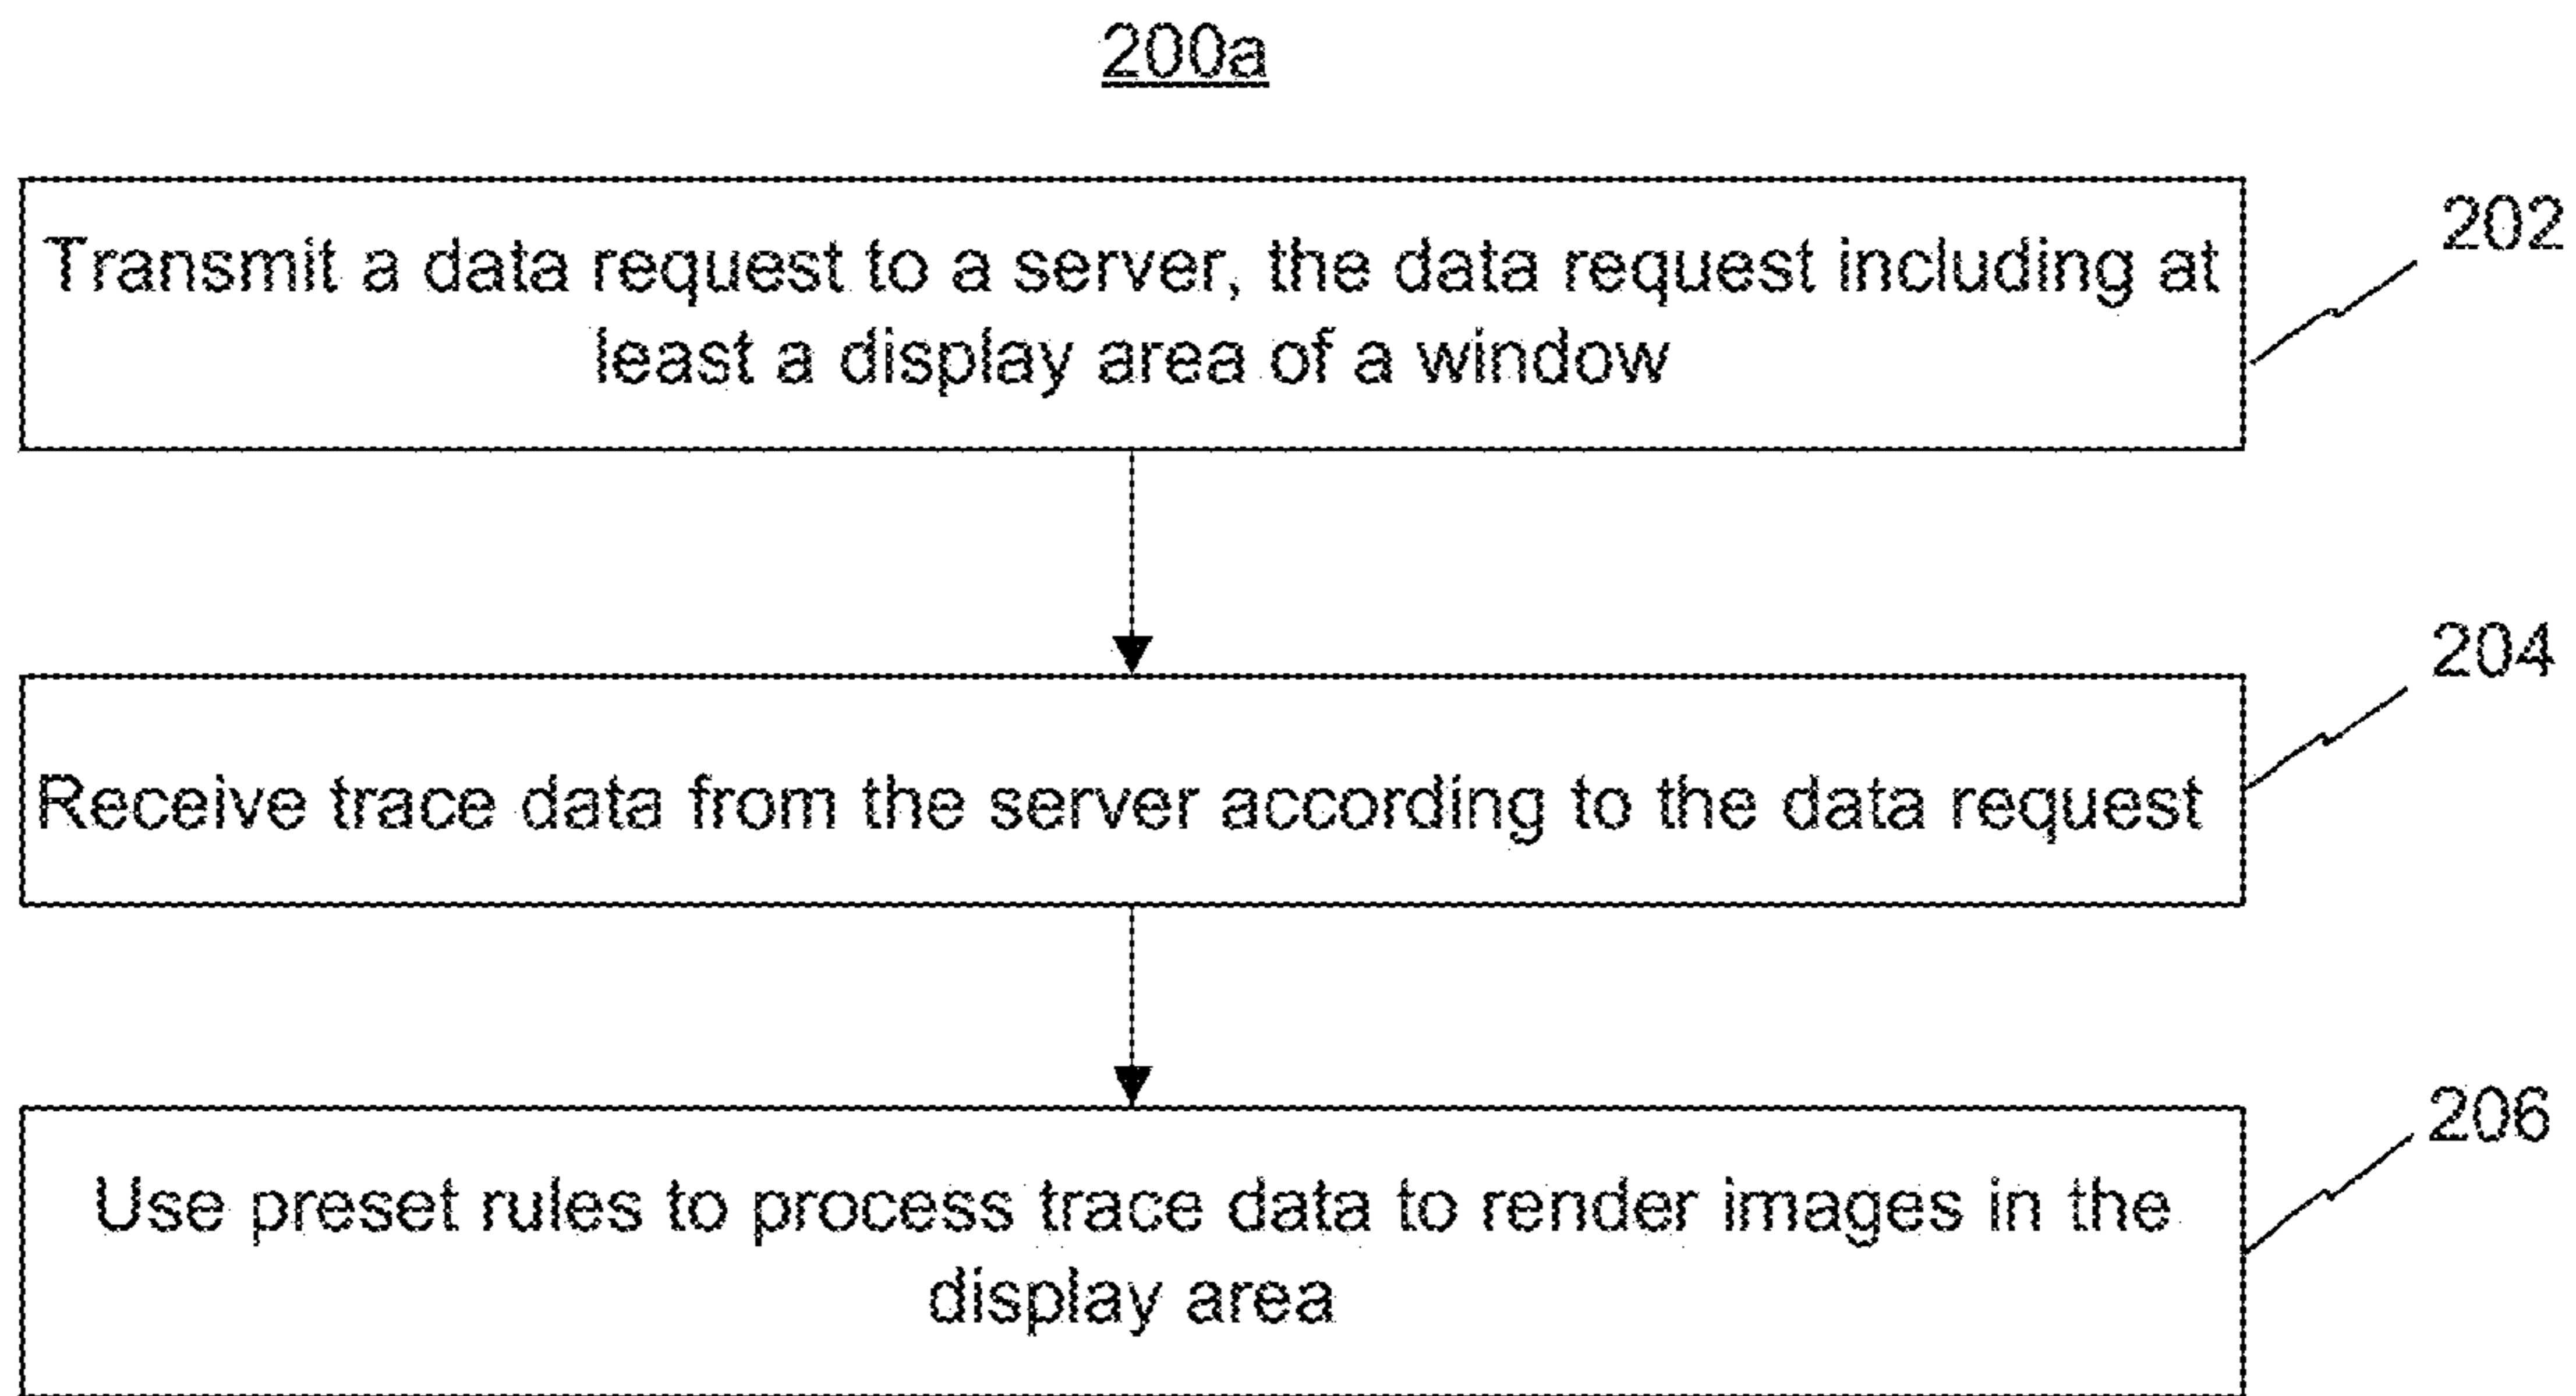 200a
Transmit a data request to a server, the data request including at
least a display area of a window
202
Receive trace data from the server according to the data request
204
Use preset rules to process trace data to render images in the
display area
206